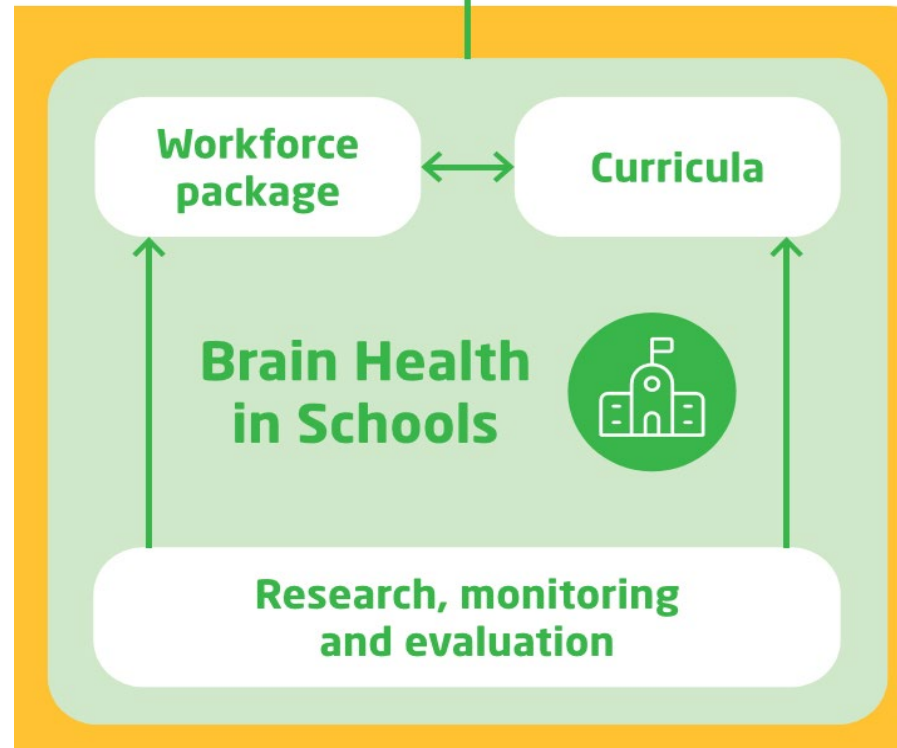 Workforce
package
Curricula
Brain Health
in Schools
Research, monitoring
and evaluation